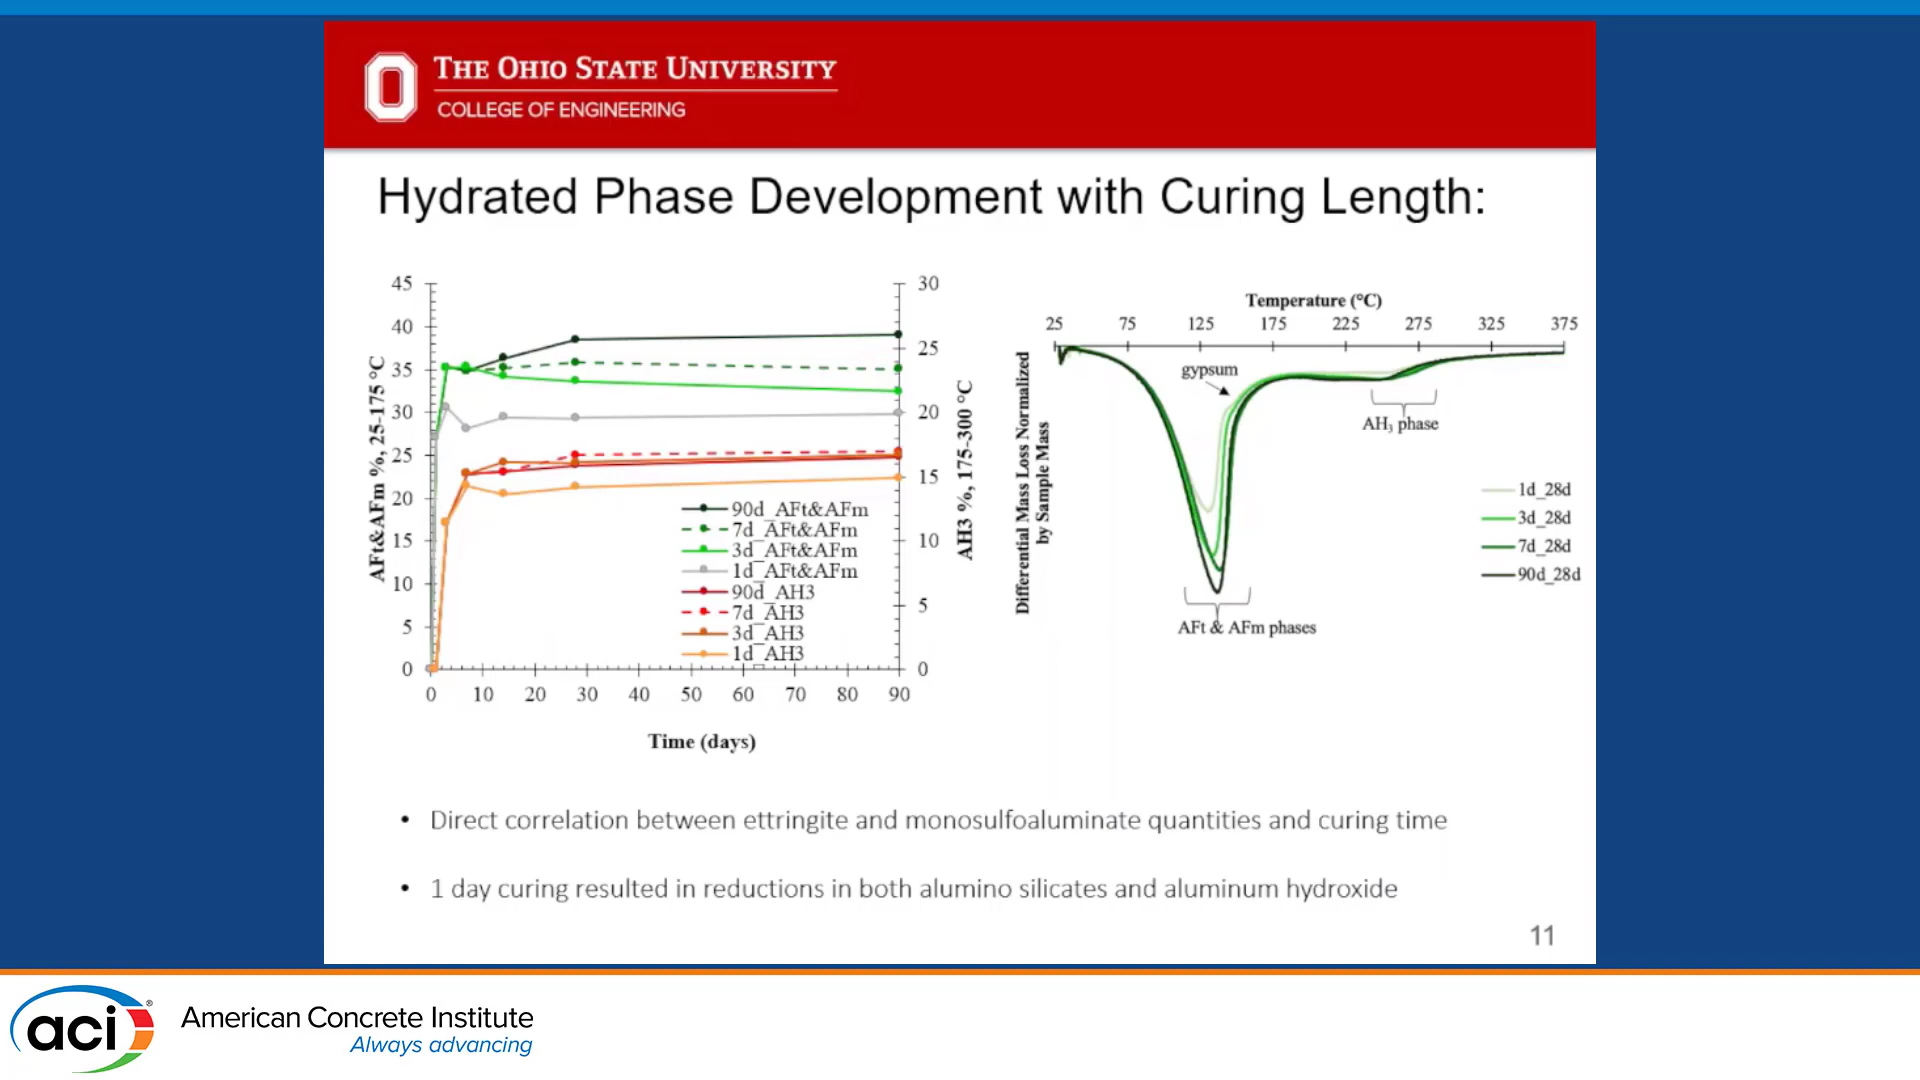 THE OHIO STATE UNIVERSITY
COLLEGE OF ENGINEERING
Hydrated Phase Development with Curing Length:
45
40
35
30
25
20
15
10
5
0
AFt&AFm %, 25-175 °C
30
25
20
15
10
5
0
AH3 %, 175-300 °C
90d_AFt&AFm
7d_AFt&AFm
3d_AFt&AFm
1d_AFt&AFm
90d_AH3
7d_AH3
3d_AH3
1d_AH3
0 10 20 30 40 50 60 70 80 90
Time (days)
Temperature (°C)
25 75 125 175 225 275 325 375
Differential Mass Loss Normalized
by Sample Mass
gypsum
AH₃ phase
AFt & AFm phases
1d_28d
3d_28d
7d_28d
90d_28d
• Direct correlation between ettringite and monosulfoaluminate quantities and curing time
• 1 day curing resulted in reductions in both alumino silicates and aluminum hydroxide
11
aci®
American Concrete Institute
Always advancing